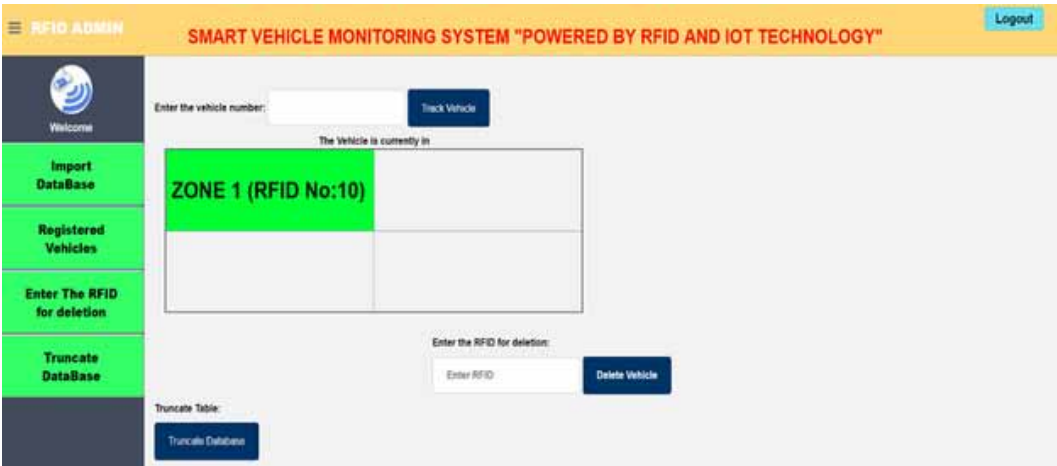 RFID ADMIN
SMART VEHICLE MONITORING SYSTEM "POWERED BY RFID AND IOT TECHNOLOGY"
Logout
Welcome
Import
DataBase
Registered
Vehicles
Enter The RFID
for deletion
Truncate
DataBase
Enter the vehicle number:
Track Vehicle
The Vehicle is currently in
ZONE 1 (RFID No:10)
Enter the RFID for deletion:
Enter RFID
Delete Vehicle
Truncate Table:
Truncate Database